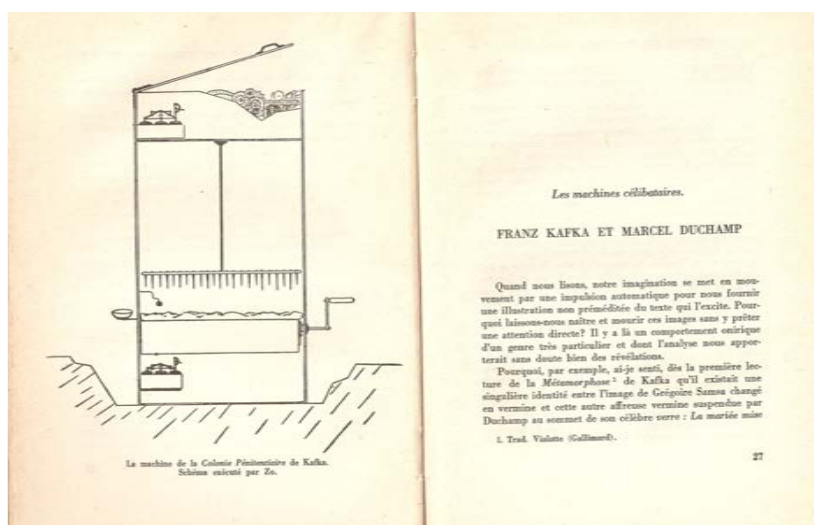 La machine de la Colonie Pénitentiaire de Kafka.
Schéma exécuté par Zo.
Les machines célibataires.
FRANZ KAFKA ET MARCEL DUCHAMP
Quand nous lisons, notre imagination se met en mou-
vement par une impulsion automatique pour nous fournir
une illustration non préméditée du texte qui l'excite. Pour-
quoi laissons-nous naître et mourir ces images sans y prêter
une attention directe? Il y a là un comportement onirique
d'un genre très particulier et dont l'analyse nous appor-
terait sans doute bien des révélations.
Pourquoi, par exemple, ai-je senti, dès la première lec-
ture de la Métamorphose¹ de Kafka qu'il existait une
singulière identité entre l'image de Grégoire Samsa changé
en vermine et cette autre affreuse vermine suspendue par
Duchamp au sommet de son célèbre verre : La mariée mise
1. Trad. Vialatte (Gallimard).
27